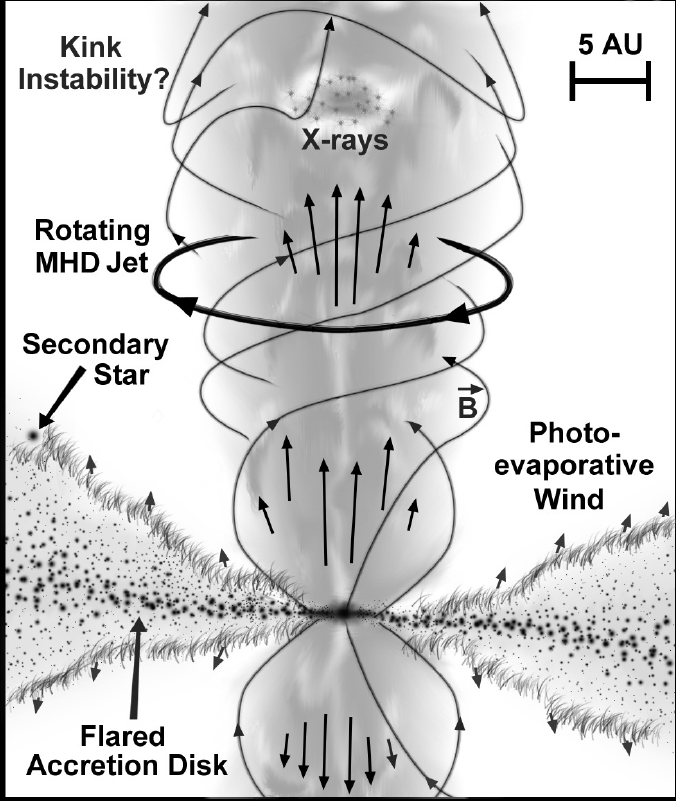 Kink
Instability?
5 AU
X-rays
Rotating
MHD Jet
Secondary
Star
B
Photo-
evaporative
Wind
Flared
Accretion Disk